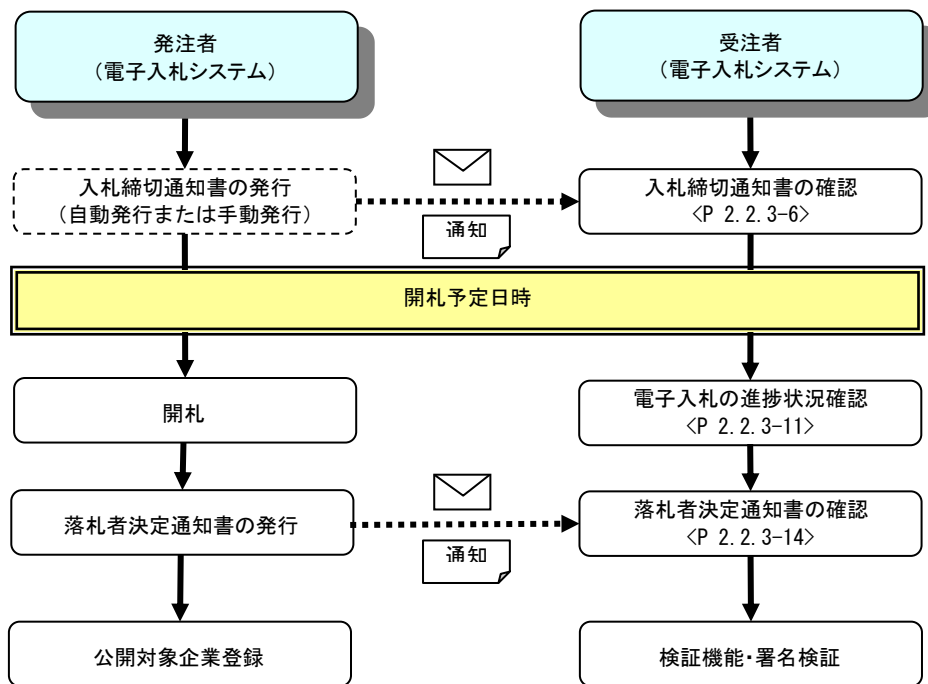 発注者
（電子入札システム）
受注者
（電子入札システム）
入札締切通知書の発行
（自動発行または手動発行）
通知
入札締切通知書の確認
<P 2.2.3-6>
開札予定日時
開札
電子入札の進捗状況確認
<P 2.2.3-11>
落札者決定通知書の発行
通知
落札者決定通知書の確認
<P 2.2.3-14>
公開対象企業登録
検証機能・署名検証